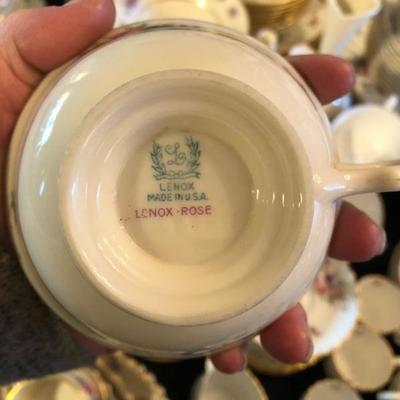 L
LENOX
MADE IN U.S.A.
LENOX-ROSE